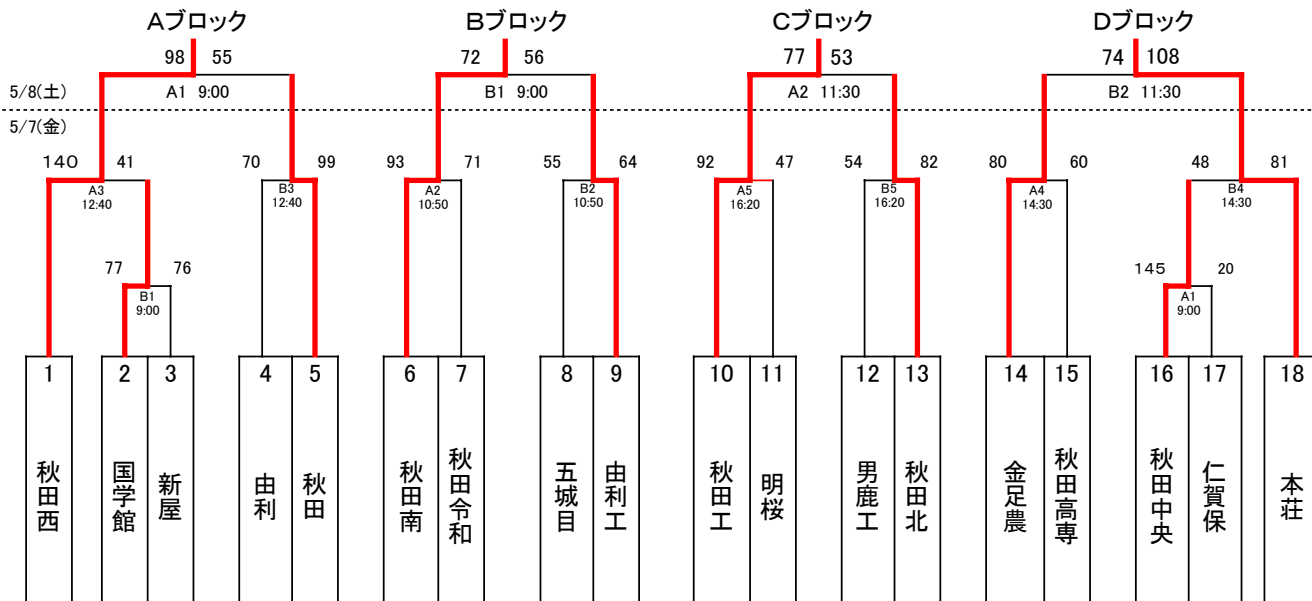 Aブロック Bブロック Cブロック Dブロック
98 55 72 56 77 53 74 108
5/8(土) A1 9:00 B1 9:00 A2 11:30 B2 11:30
5/7(金)
140 41 70 99 93 71 55 64 92 47 54 82 80 60 48 81
A3 B3 A2 B2 A5 B5 A4 B4
12:40 12:40 10:50 10:50 16:20 16:20 14:30 14:30
77 76 145 20
B1 A1
9:00 9:00
1 2 3 4 5 6 7 8 9 10 11 12 13 14 15 16 17 18
秋田西
国学館
新屋
由利
秋田
秋田南
秋田令和
五城目
由利工
秋田工
明桜
男鹿工
秋田北
金足農
秋田高専
秋田中央
仁賀保
本荘